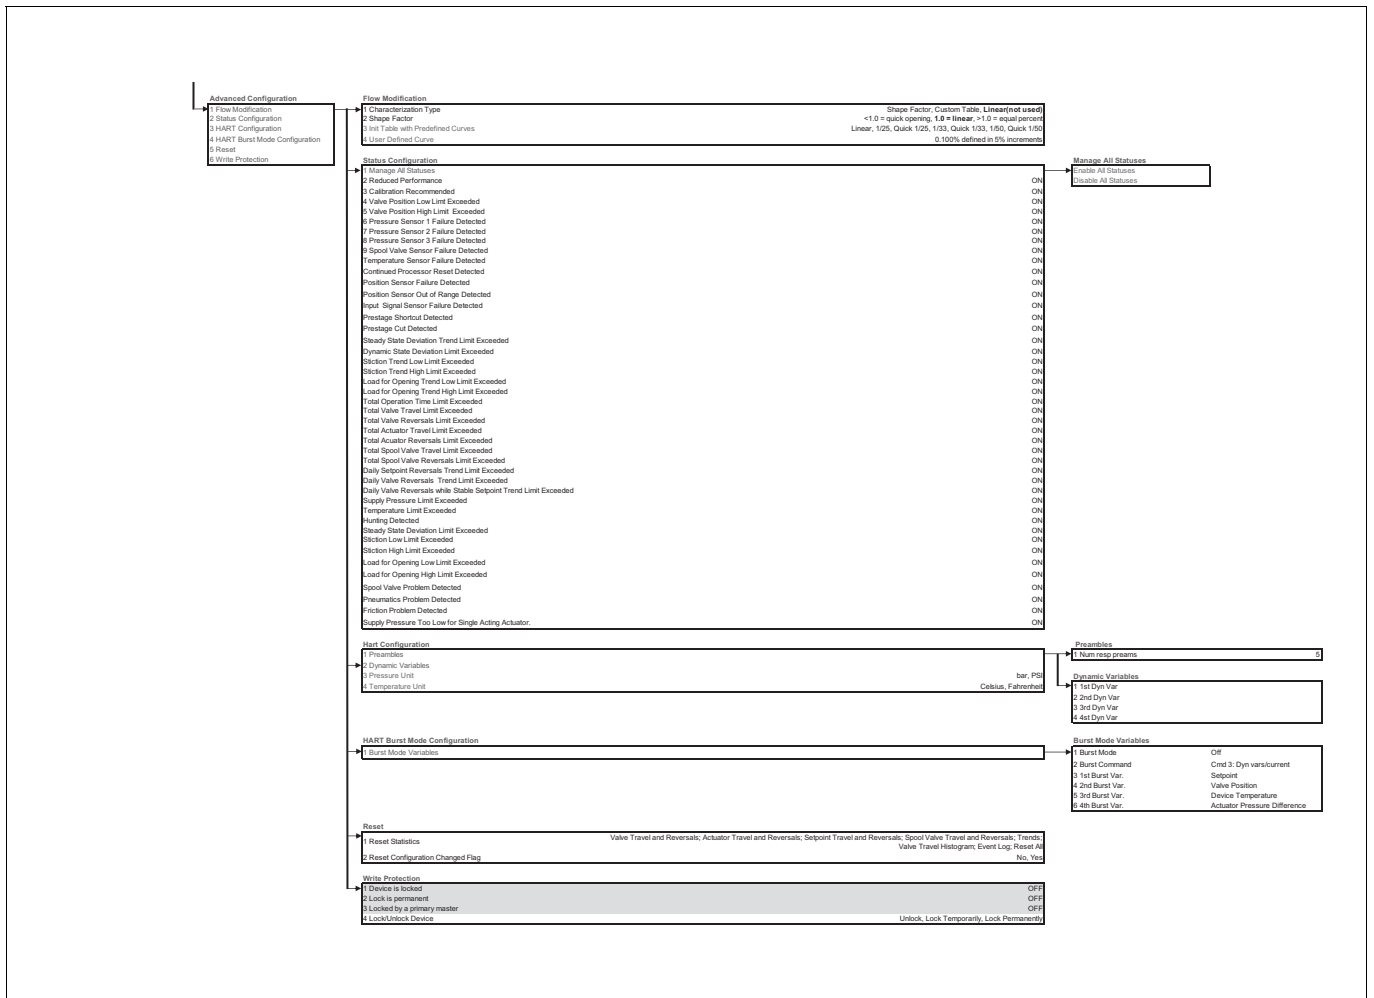 Advanced Configuration
1 Flow Modification
2 Status Configuration
3 HART Configuration
4 HART Burst Mode Configuration
5 Reset
6 Write Protection
Flow Modification
1 Characterization Type Shape Factor, Custom Table, Linear(not used)
2 Shape Factor <1.0 = quick opening, 1.0 = linear, >1.0 = equal percent
3 Init Table with Predefined Curves Linear, 1/25, Quick 1/25, 1/33, Quick 1/33, 1/50, Quick 1/50
4 User Defined Curve 0.100% defined in 5% increments
Status Configuration
1 Manage All Statuses
2 Reduced Performance ON
3 Calibration Recommended ON
4 Valve Position Low Limt Exceeded ON
5 Valve Position High Limit Exceeded ON
6 Pressure Sensor 1 Failure Detected ON
7 Pressure Sensor 2 Failure Detected ON
8 Pressure Sensor 3 Failure Detected ON
9 Spool Valve Sensor Failure Detected ON
Temperature Sensor Failure Detected ON
Continued Processor Reset Detected ON
Position Sensor Failure Detected ON
Position Sensor Out of Range Detected ON
Input Signal Sensor Failure Detected ON
Prestage Shortcut Detected ON
Prestage Cut Detected ON
Steady State Deviation Trend Limit Exceeded ON
Dynamic State Deviation Limit Exceeded ON
Stiction Trend Low Limit Exceeded ON
Stiction Trend High Limit Exceeded ON
Load for Opening Trend Low Limit Exceeded ON
Load for Opening Trend High Limit Exceeded ON
Total Operation Time Limit Exceeded ON
Total Valve Travel Limit Exceeded ON
Total Valve Reversals Limit Exceeded ON
Total Actuator Travel Limit Exceeded ON
Total Acuator Reversals Limit Exceeded ON
Total Spool Valve Travel Limit Exceeded ON
Total Spool Valve Reversals Limit Exceeded ON
Daily Setpoint Reversals Trend Limit Exceeded ON
Daily Valve Reversals Trend Limit Exceeded ON
Daily Valve Reversals while Stable Setpoint Trend Limit Exceeded ON
Supply Pressure Limit Exceeded ON
Temperature Limit Exceeded ON
Hunting Detected ON
Steady State Deviation Limit Exceeded ON
Stiction Low Limit Exceeded ON
Stiction High Limit Exceeded ON
Load for Opening Low Limit Exceeded ON
Load for Opening High Limit Exceeded ON
Spool Valve Problem Detected ON
Pneumatics Problem Detected ON
Friction Problem Detected ON
Supply Pressure Too Low for Single Acting Actuator. ON
Manage All Statuses
Enable All Statuses
Disable All Statuses
Hart Configuration
1 Preambles
2 Dynamic Variables
3 Pressure Unit bar, PSI
4 Temperature Unit Celsius, Fahrenheit
Preambles
1 Num resp preams 5
Dynamic Variables
1 1st Dyn Var
2 2nd Dyn Var
3 3rd Dyn Var
4 4st Dyn Var
HART Burst Mode Configuration
1 Burst Mode Variables
Burst Mode Variables
1 Burst Mode Off
2 Burst Command Cmd 3: Dyn vars/current
3 1st Burst Var. Setpoint
4 2nd Burst Var. Valve Position
5 3rd Burst Var. Device Temperature
6 4th Burst Var. Actuator Pressure Difference
Reset
1 Reset Statistics Valve Travel and Reversals; Actuator Travel and Reversals; Setpoint Travel and Reversals; Spool Valve Travel and Reversals; Trends;
Valve Travel Histogram; Event Log; Reset All
2 Reset Configuration Changed Flag No, Yes
Write Protection
1 Device is locked OFF
2 Lock is permanent OFF
3 Locked by a primary master OFF
4 Lock/Unlock Device Unlock, Lock Temporarily, Lock Permanently